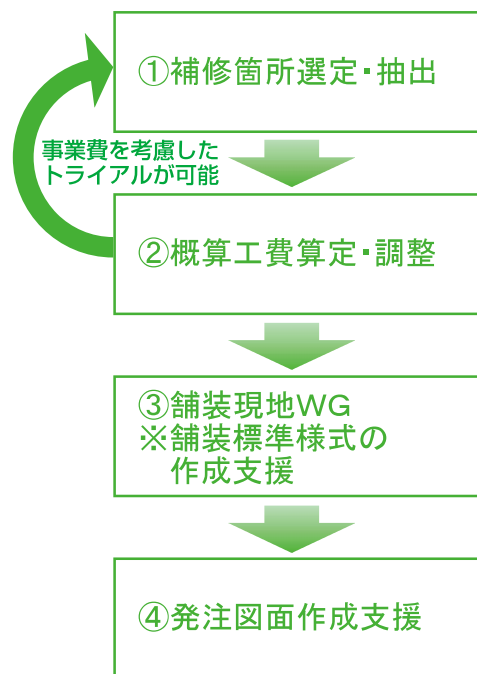 ①補修箇所選定・抽出
事業費を考慮した
トライアルが可能
②概算工費算定・調整
③舗装現地WG
※舗装標準様式の
作成支援
④発注図面作成支援